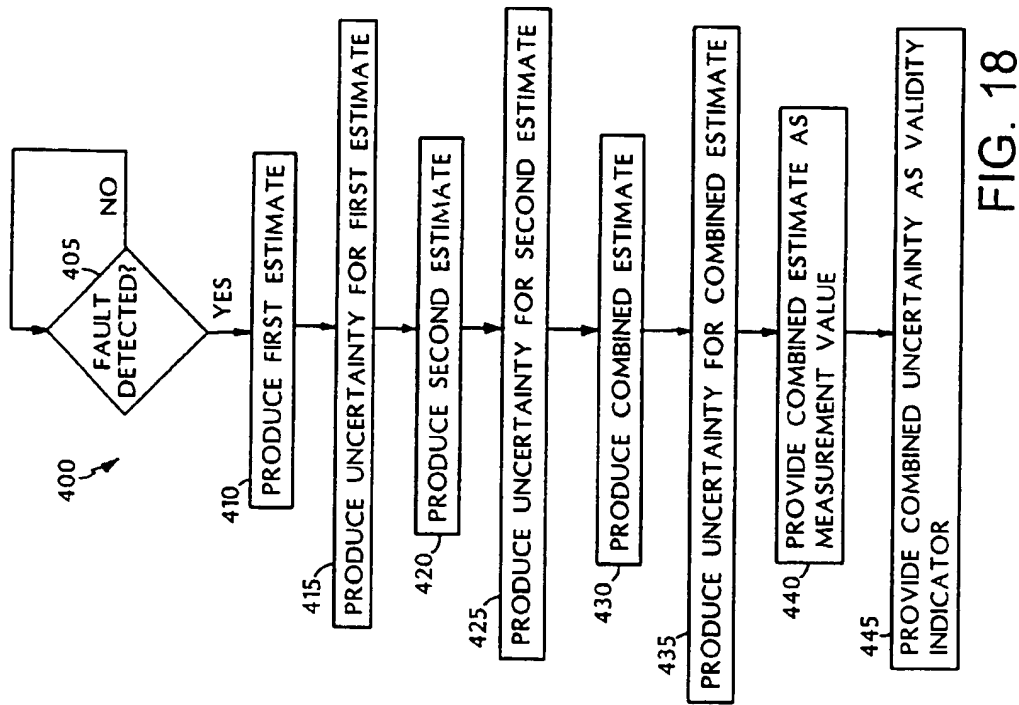 400
405
FAULT
DETECTED?
NO
YES
410
PRODUCE FIRST ESTIMATE
415
PRODUCE UNCERTAINTY FOR FIRST ESTIMATE
420
PRODUCE SECOND ESTIMATE
425
PRODUCE UNCERTAINTY FOR SECOND ESTIMATE
430
PRODUCE COMBINED ESTIMATE
435
PRODUCE UNCERTAINTY FOR COMBINED ESTIMATE
440
PROVIDE COMBINED ESTIMATE AS
MEASUREMENT VALUE
445
PROVIDE COMBINED UNCERTAINTY AS VALIDITY
INDICATOR
FIG. 18